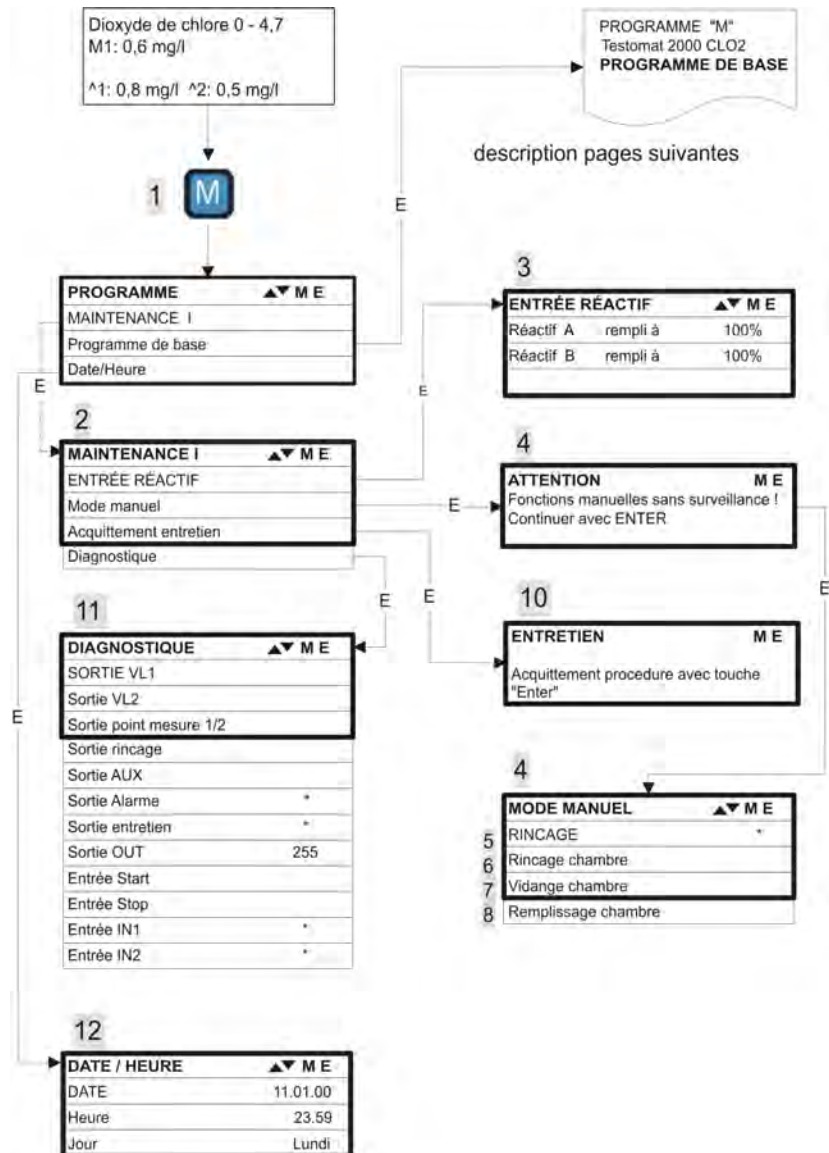 Dioxyde de chlore 0 - 4,7
M1: 0,6 mg/l
^1: 0,8 mg/l ^2: 0,5 mg/l
PROGRAMME "M"
Testomat 2000 CLO2
PROGRAMME DE BASE
description pages suivantes
1
M
E
PROGRAMME ▲▼ M E
MAINTENANCE I
Programme de base
Date/Heure
E
3
ENTRÉE RÉACTIF ▲▼ M E
Réactif A rempli à 100%
Réactif B rempli à 100%
E
2
MAINTENANCE I ▲▼ M E
ENTRÉE RÉACTIF
Mode manuel
Acquittement entretien
Diagnostique
E
4
ATTENTION M E
Fonctions manuelles sans surveillance !
Continuer avec ENTER
E
E
E
10
ENTRETIEN M E
Acquittement procedure avec touche
"Enter"
11
DIAGNOSTIQUE ▲▼ M E
SORTIE VL1
Sortie VL2
Sortie point mesure 1/2
Sortie rincage
Sortie AUX
Sortie Alarme *
Sortie entretien *
Sortie OUT 255
Entrée Start
Entrée Stop
Entrée IN1 *
Entrée IN2 *
E
4
MODE MANUEL ▲▼ M E
5 RINCAGE *
6 Rincage chambre
7 Vidange chambre
8 Remplissage chambre
12
DATE / HEURE ▲▼ M E
DATE 11.01.00
Heure 23.59
Jour Lundi